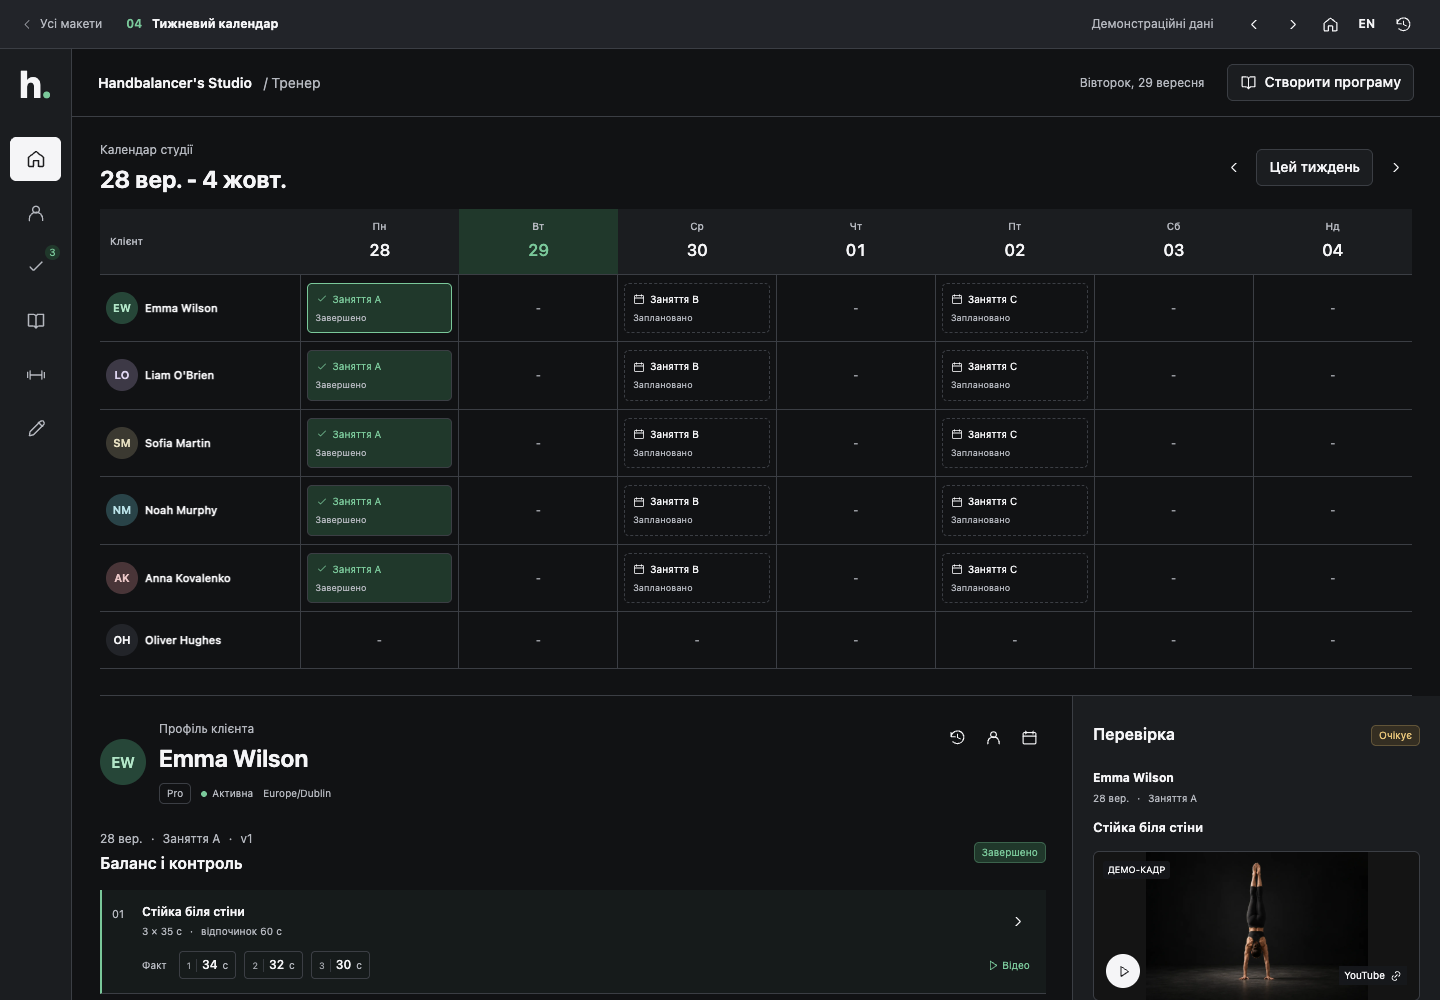 Усі макети 04 Тижневий календар Демонстраційні дані EN
h.
Handbalancer's Studio / Тренер Вівторок, 29 вересня Створити програму
Календар студії
28 вер. - 4 жовт. Цей тиждень
3
Клієнт Пн 28 Вт 29 Ср 30 Чт 01 Пт 02 Сб 03 Нд 04
EW Emma Wilson Заняття A Завершено - Заняття B Заплановано - Заняття C Заплановано - -
LO Liam O'Brien Заняття A Завершено - Заняття B Заплановано - Заняття C Заплановано - -
SM Sofia Martin Заняття A Завершено - Заняття B Заплановано - Заняття C Заплановано - -
NM Noah Murphy Заняття A Завершено - Заняття B Заплановано - Заняття C Заплановано - -
AK Anna Kovalenko Заняття A Завершено - Заняття B Заплановано - Заняття C Заплановано - -
OH Oliver Hughes - - - - - - -
Профіль клієнта
EW Emma Wilson
Pro Активна Europe/Dublin
28 вер. · Заняття A · v1
Баланс і контроль Завершено
01 Стійка біля стіни
3 × 35 с · відпочинок 60 с
Факт 1 34 с 2 32 с 3 30 с Відео
Перевірка Очікує
Emma Wilson
28 вер. · Заняття A
Стійка біля стіни
ДЕМО-КАДР
YouTube